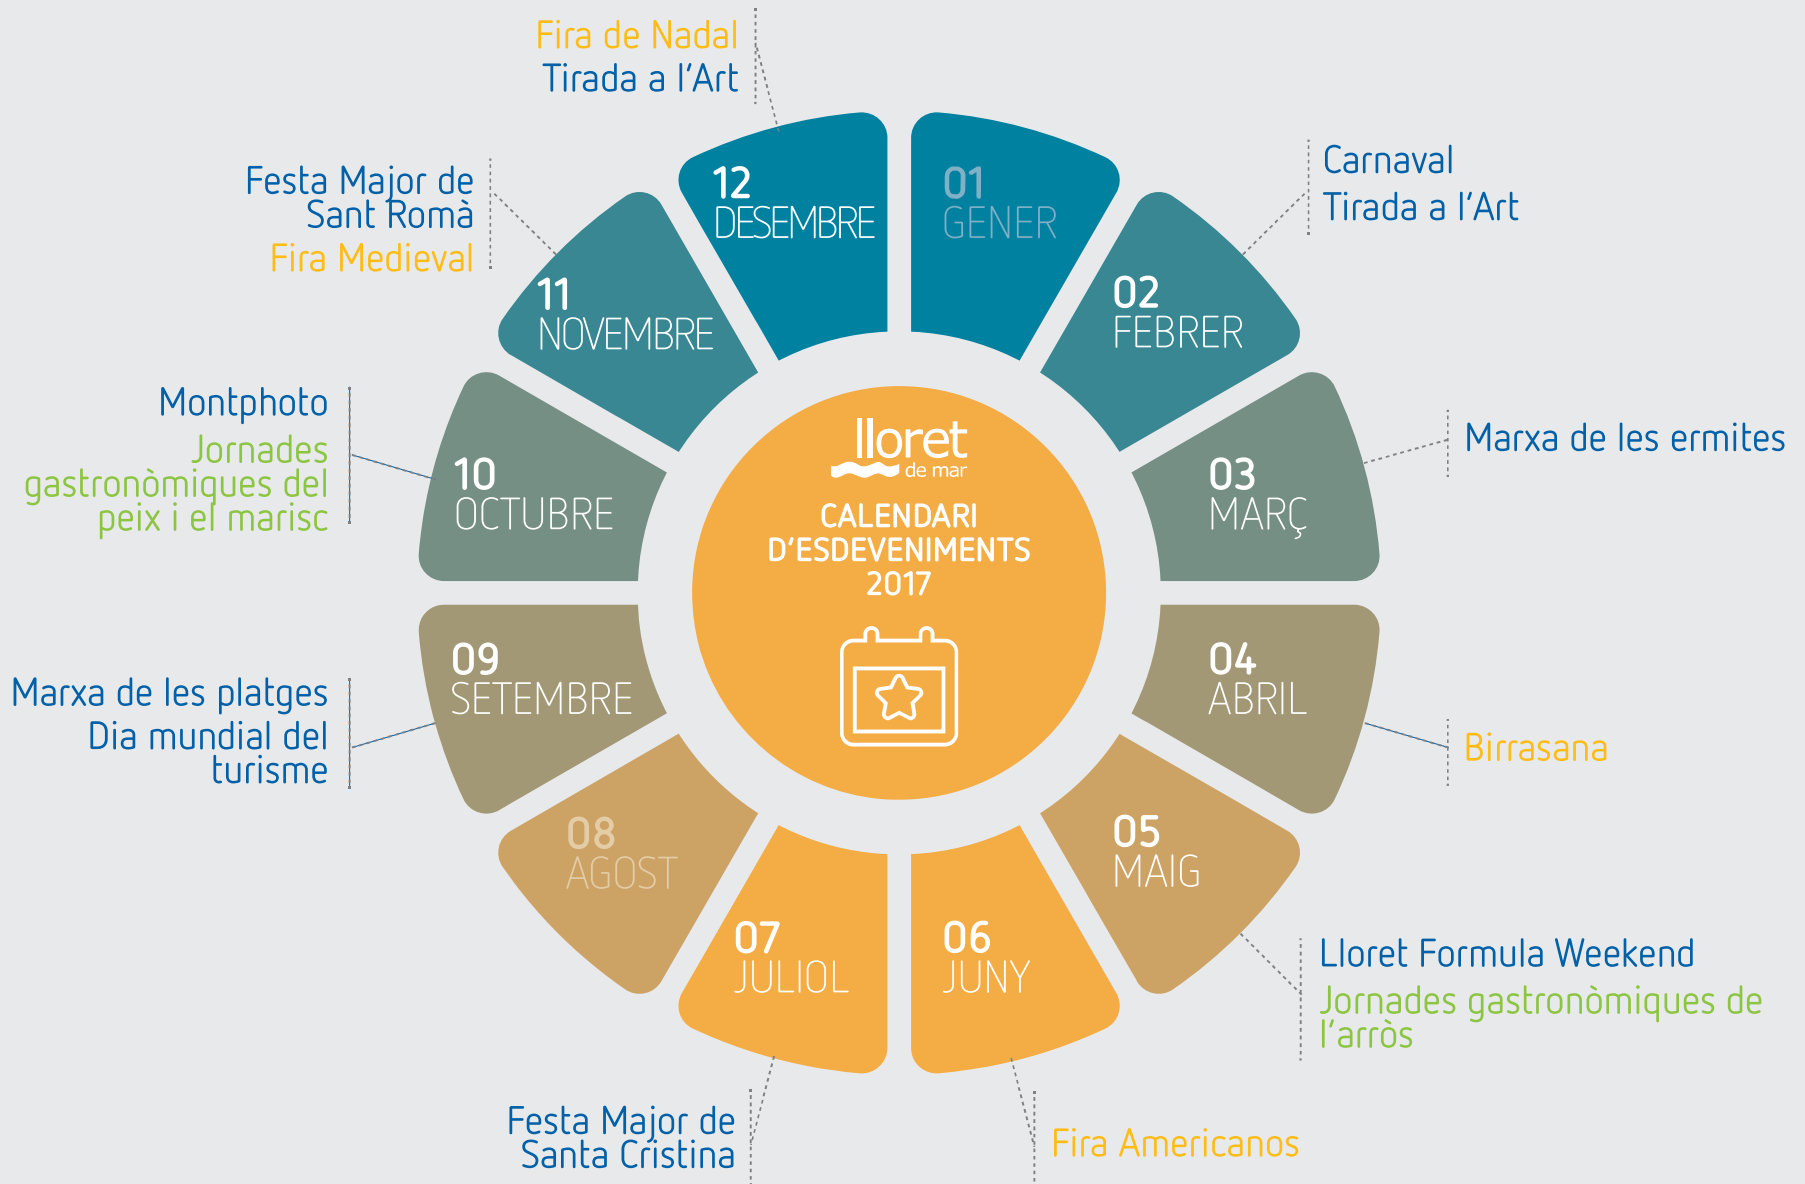 lloret
de mar
CALENDARI
D'ESDEVENIMENTS
2017
01
GENER
02
FEBRER
Carnaval
Tirada a l'Art
03
MARÇ
Marxa de les ermites
04
ABRIL
Birrasana
05
MAIG
Lloret Formula Weekend
Jornades gastronòmiques de
l'arròs
06
JUNY
Fira Americanos
07
JULIOL
Festa Major de
Santa Cristina
08
AGOST
09
SETEMBRE
Marxa de les platges
Dia mundial del
turisme
10
OCTUBRE
Montphoto
Jornades
gastronòmiques del
peix i el marisc
11
NOVEMBRE
Festa Major de
Sant Romà
Fira Medieval
12
DESEMBRE
Fira de Nadal
Tirada a l'Art